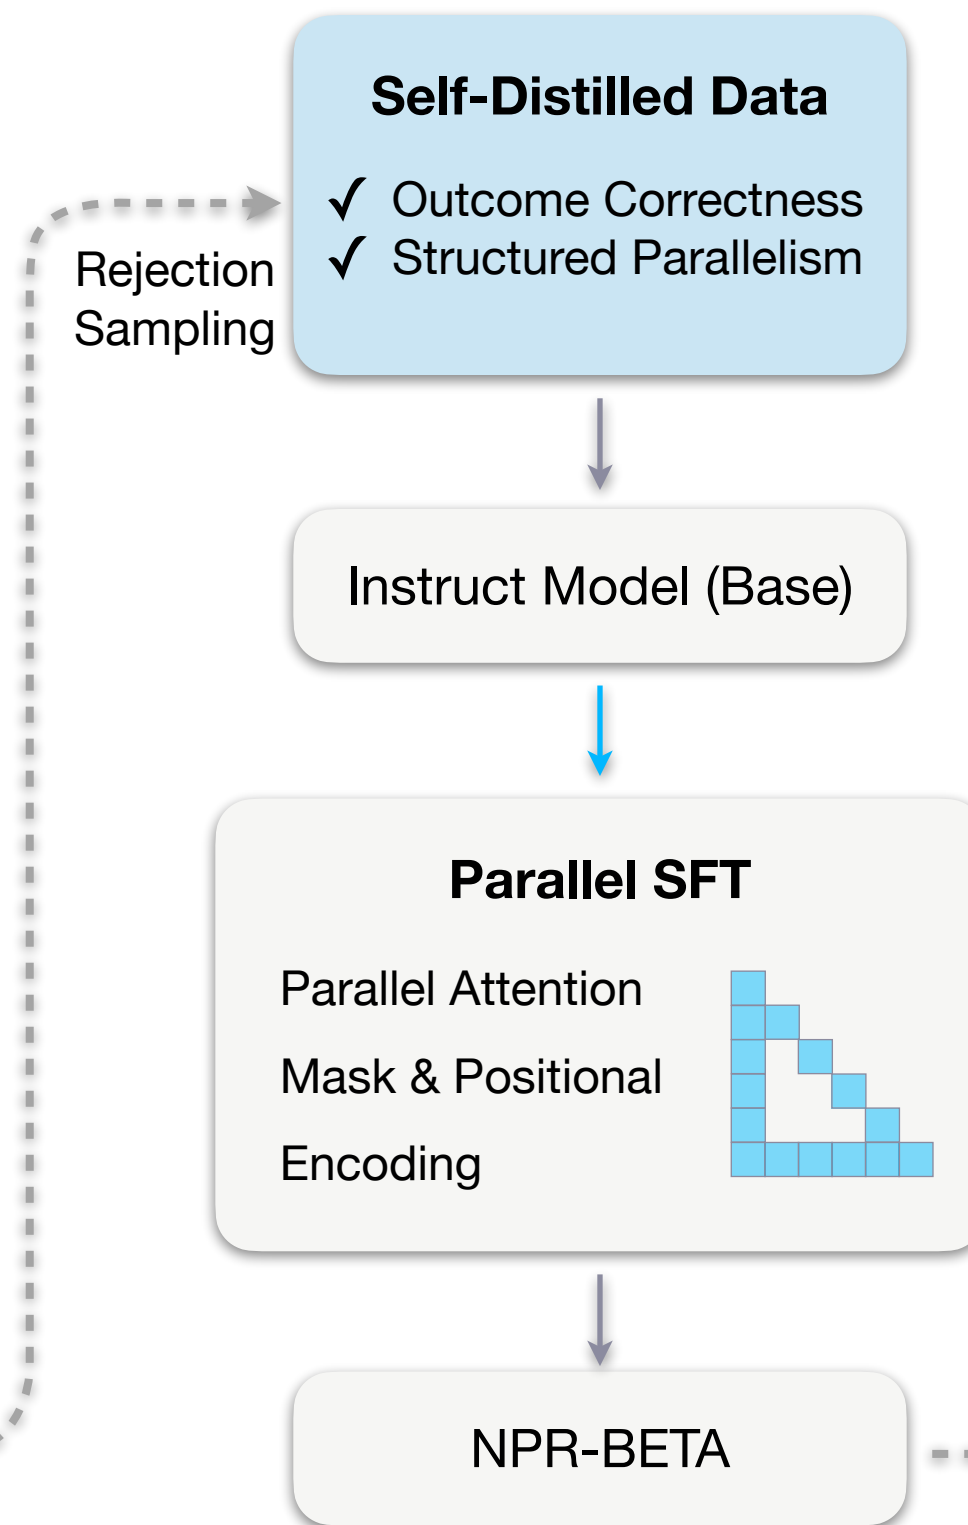 Self-Distilled Data
✓ Outcome Correctness
✓ Structured Parallelism
Rejection
Sampling
Instruct Model (Base)
Parallel SFT
Parallel Attention
Mask & Positional
Encoding
NPR-BETA